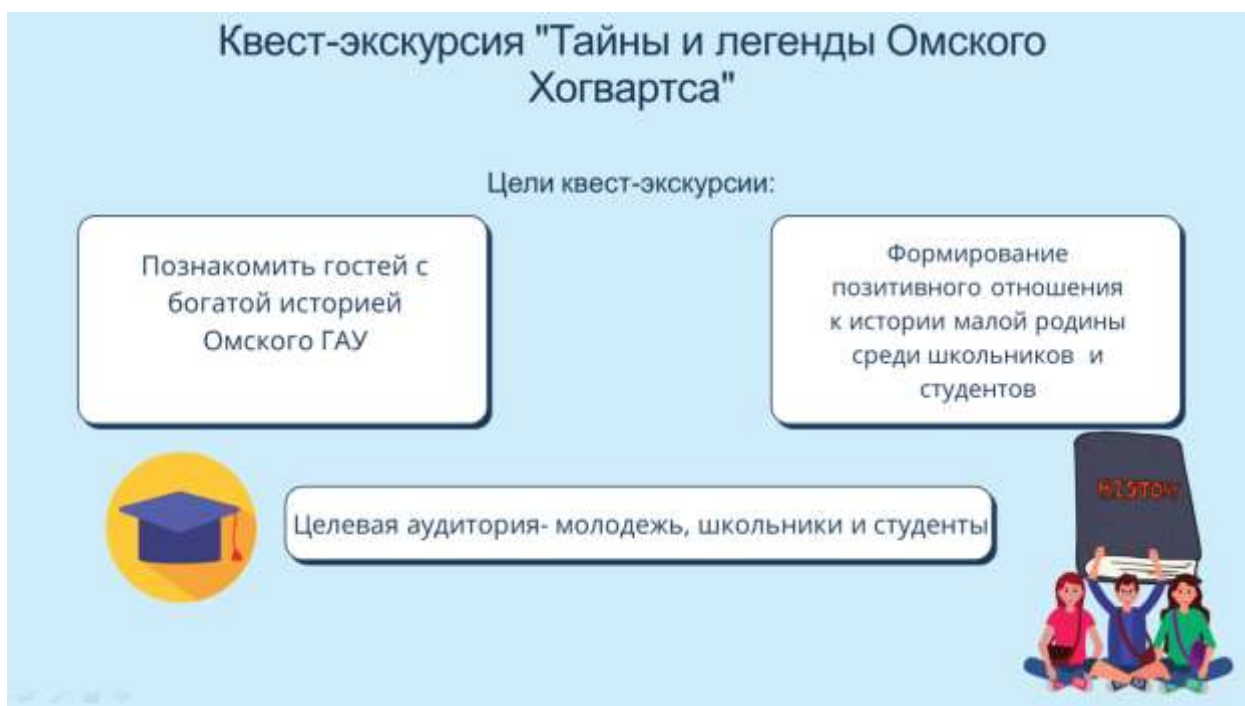 Квест-экскурсия "Тайны и легенды Омского
Хогвартса"
Цели квест-экскурсии:
Познакомить гостей с
богатой историей
Омского ГАУ
Формирование
позитивного отношения
к истории малой родины
среди школьников и
студентов
Целевая аудитория- молодежь, школьники и студенты
HISTORY